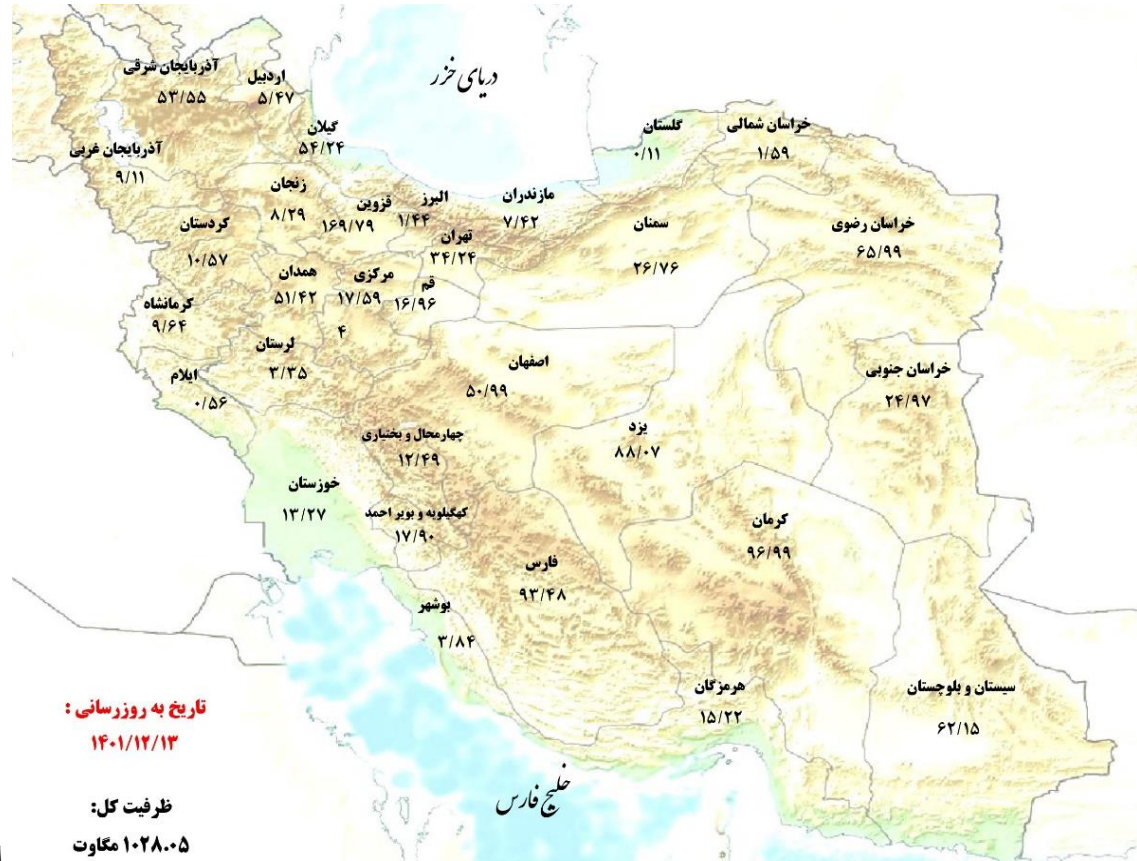 دریای خزر
آذربایجان شرقی
۵۳/۵۵
اردبیل
۵/۴۷
گیلان
۵۴/۲۴
آذربایجان غربی
۹/۱۱
گلستان
۰/۱۱
خراسان شمالی
۱/۵۹
زنجان
۸/۲۹
قزوین
۱۶۹/۷۹
البرز
۱/۴۴
مازندران
۷/۴۲
تهران
۳۴/۲۴
سمنان
۲۶/۷۶
خراسان رضوی
۶۵/۹۹
کردستان
۱۰/۵۷
همدان
۵۱/۴۲
مرکزی
۱۷/۵۹
قم
۱۶/۹۶
کرمانشاه
۹/۶۴
۴
لرستان
۳/۳۵
ایلام
۰/۵۶
اصفهان
۵۰/۹۹
خراسان جنوبی
۲۴/۹۷
چهارمحال و بختیاری
۱۲/۴۹
یزد
۸۸/۰۷
خوزستان
۱۳/۲۷
کهگیلویه و بویر احمد
۱۷/۹۰
کرمان
۹۶/۹۹
فارس
۹۳/۴۸
بوشهر
۳/۸۴
هرمزگان
۱۵/۲۲
سیستان و بلوچستان
۶۲/۱۵
خلیج فارس
تاریخ به روزرسانی :
۱۴۰۱/۱۲/۱۳
ظرفیت کل:
۱۰۲۸.۰۵ مگاوت